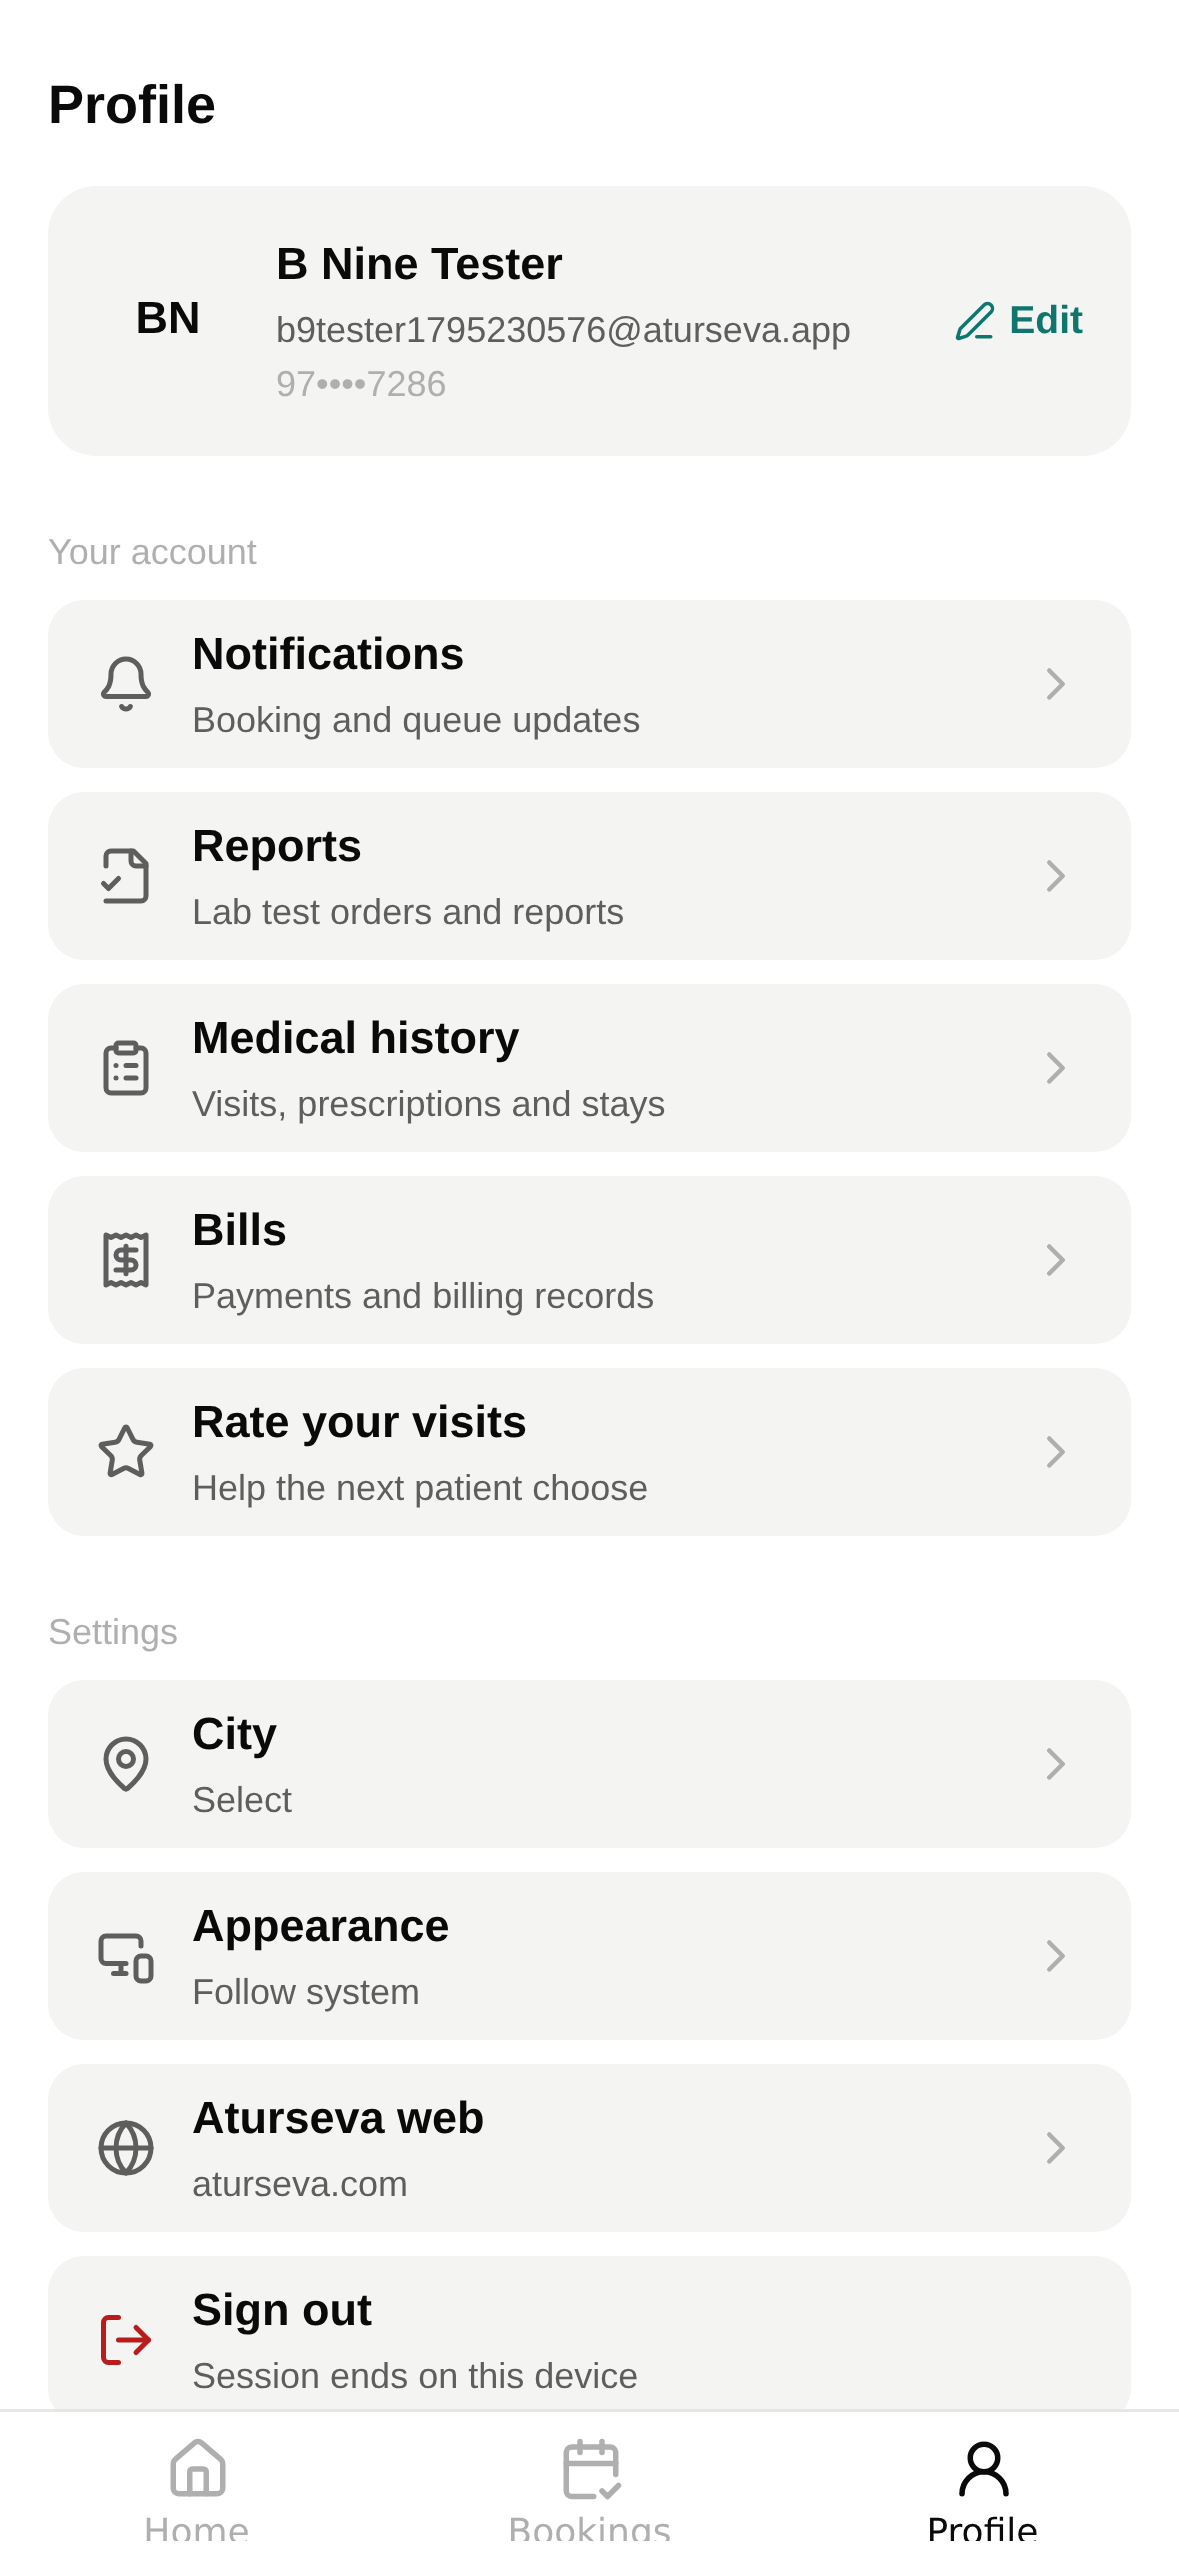 Profile
BN
B Nine Tester
b9tester1795230576@aturseva.app
97••••7286
Edit
Your account
Notifications
Booking and queue updates
Reports
Lab test orders and reports
Medical history
Visits, prescriptions and stays
Bills
Payments and billing records
Rate your visits
Help the next patient choose
Settings
City
Select
Appearance
Follow system
Aturseva web
aturseva.com
Sign out
Session ends on this device
Home
Bookings
Profile